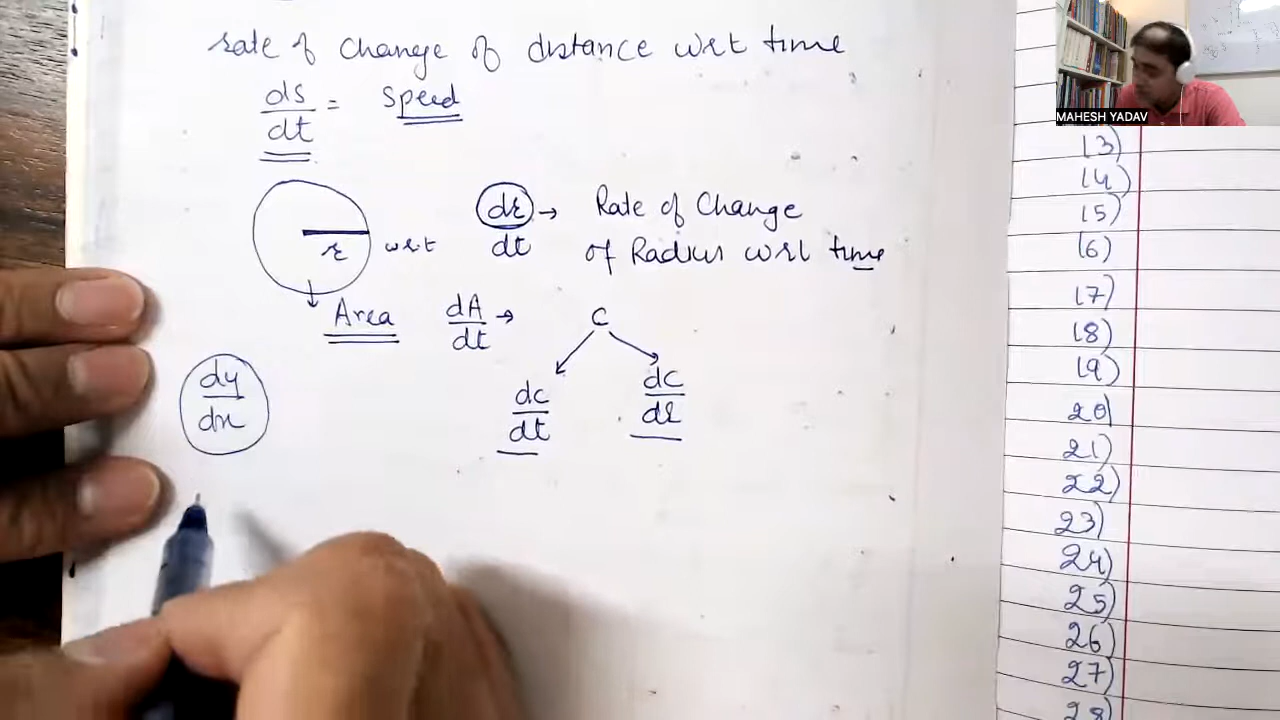 rate of change of distance wrt time
ds/dt = speed
dr/dt → Rate of Change
r wrt of Radius wrt time
Area dA/dt → C
dy/dx dc/dt dc/dr
MAHESH YADAV
13)
14)
15)
16)
17)
18)
19)
20)
21)
22)
23)
24)
25)
26)
27)
28)